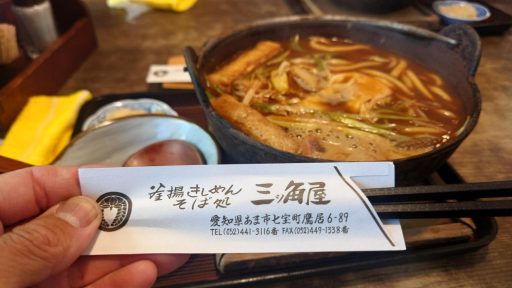 釜揚きしめん
そば処
三ツ角屋
愛知県あま市七宝町鷹居6-89
TEL(052)441-3116番 FAX(052)449-1338番